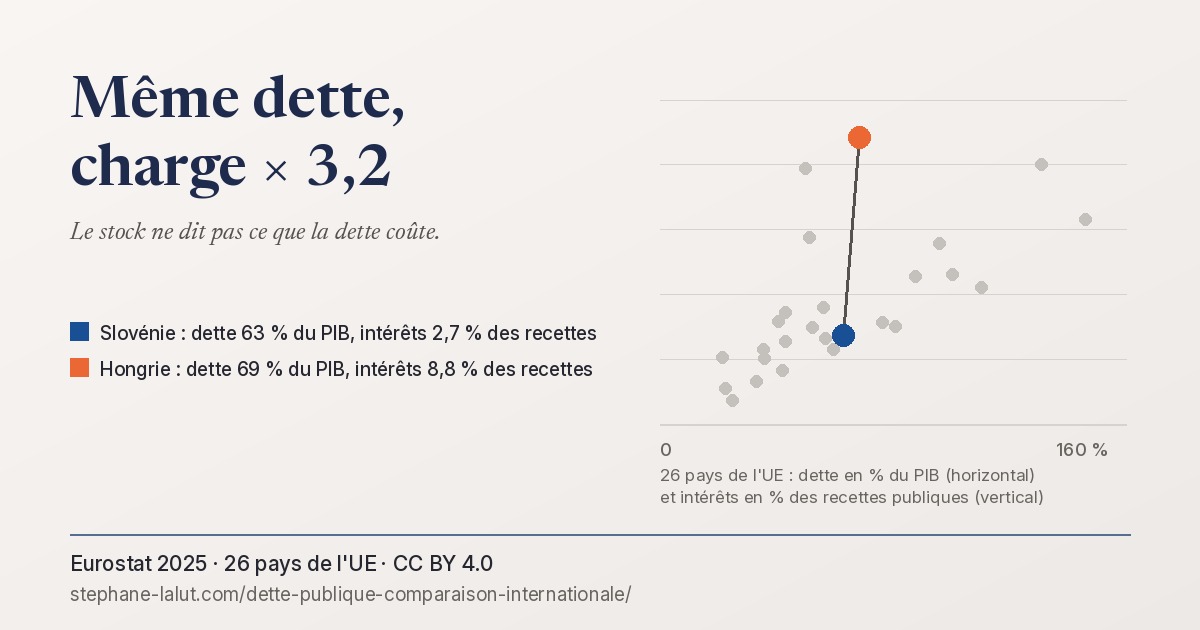 Même dette,
charge × 3,2
Le stock ne dit pas ce que la dette coûte.
Slovénie : dette 63 % du PIB, intérêts 2,7 % des recettes
Hongrie : dette 69 % du PIB, intérêts 8,8 % des recettes
0
160 %
26 pays de l'UE : dette en % du PIB (horizontal)
et intérêts en % des recettes publiques (vertical)
Eurostat 2025 · 26 pays de l'UE · CC BY 4.0
stephane-lalut.com/dette-publique-comparaison-internationale/